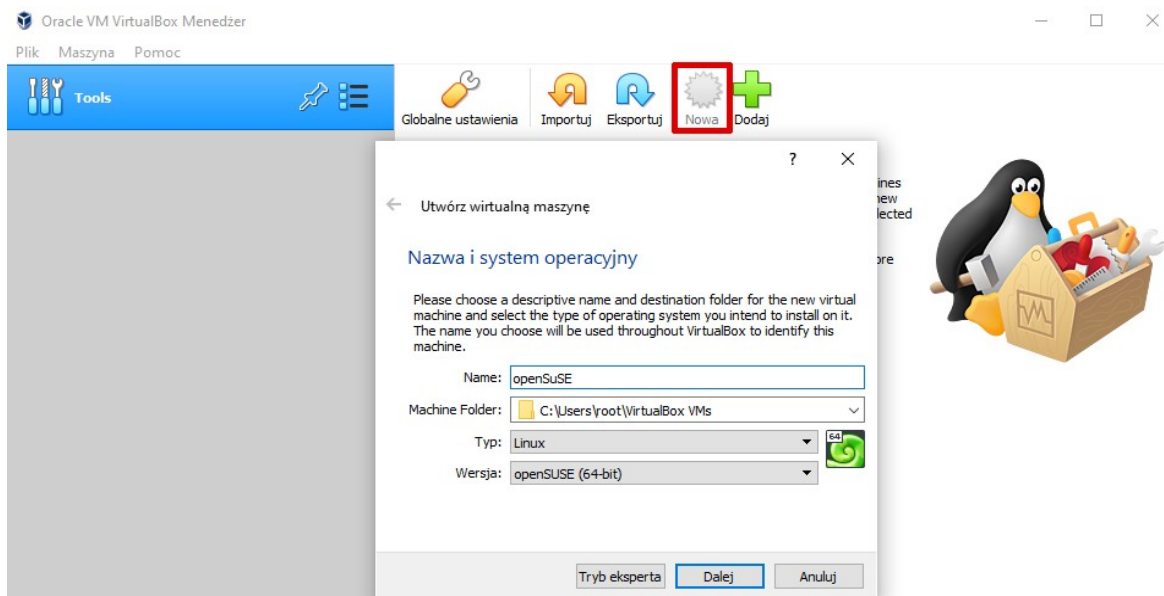 Oracle VM VirtualBox Menedżer
Plik Maszyna Pomoc
Tools
Globalne ustawienia Importuj Eksportuj Nowa Dodaj
ines
new
lected
ore
?
Utwórz wirtualną maszynę
Nazwa i system operacyjny
Please choose a descriptive name and destination folder for the new virtual
machine and select the type of operating system you intend to install on it.
The name you choose will be used throughout VirtualBox to identify this
machine.
Name: openSuSE
Machine Folder: C:\Users\root\VirtualBox VMs
Typ: Linux
64
Wersja: openSUSE (64-bit)
Tryb eksperta Dalej Anuluj